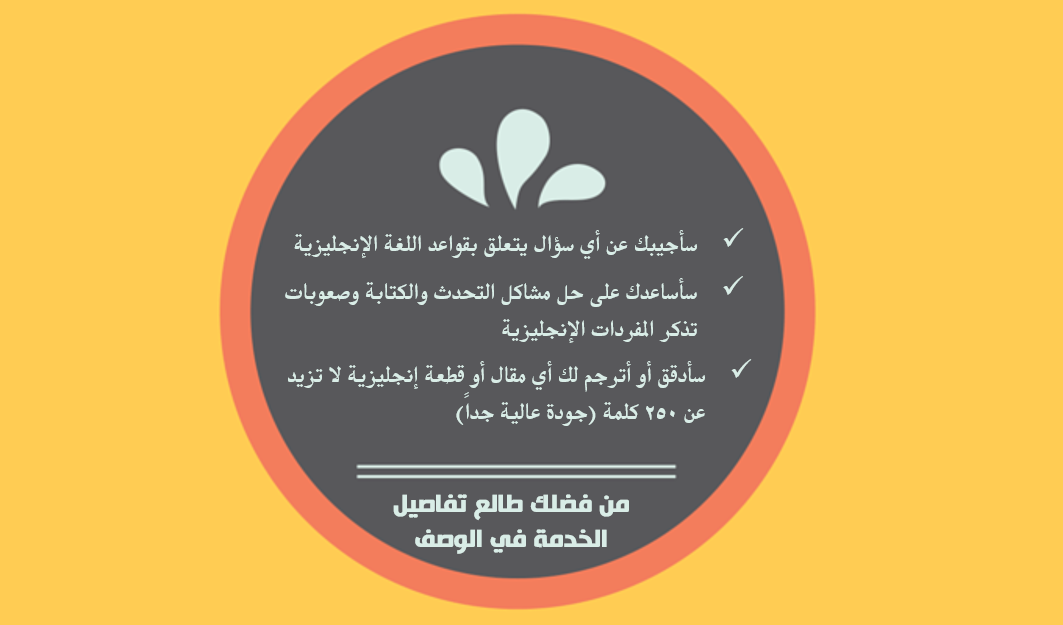 ✓ سأجيبك عن أي سؤال يتعلق بقواعد اللغة الإنجليزية
✓ سأساعدك على حل مشاكل التحدث والكتابة وصعوبات
تذكر المفردات الإنجليزية
✓ سأدقق أو أترجم لك أي مقال أو قطعة إنجليزية لا تزيد
عن ٢٥٠ كلمة (جودة عالية جداً)
من فضلك طالع تفاصيل
الخدمة في الوصف